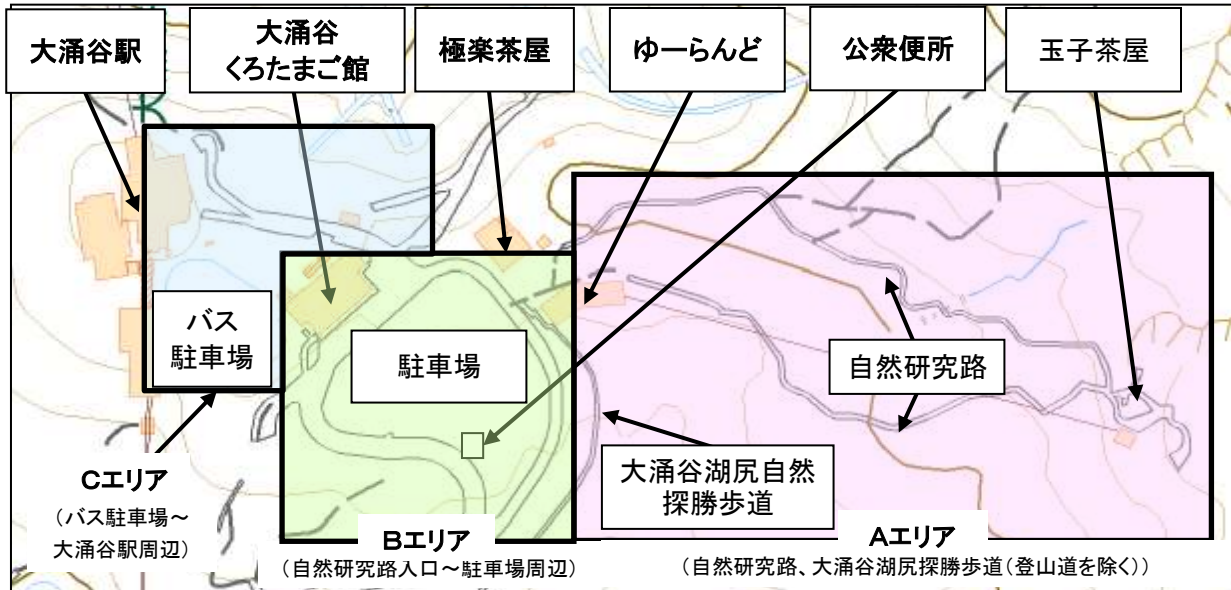 大涌谷駅
大涌谷
くろたまご館
極楽茶屋
ゆーらんど
公衆便所
玉子茶屋
バス
駐車場
駐車場
自然研究路
大涌谷湖尻自然
探勝歩道
Cエリア
(バス駐車場～
大涌谷駅周辺)
Bエリア
(自然研究路入口～駐車場周辺)
Aエリア
(自然研究路、大涌谷湖尻探勝歩道(登山道を除く))